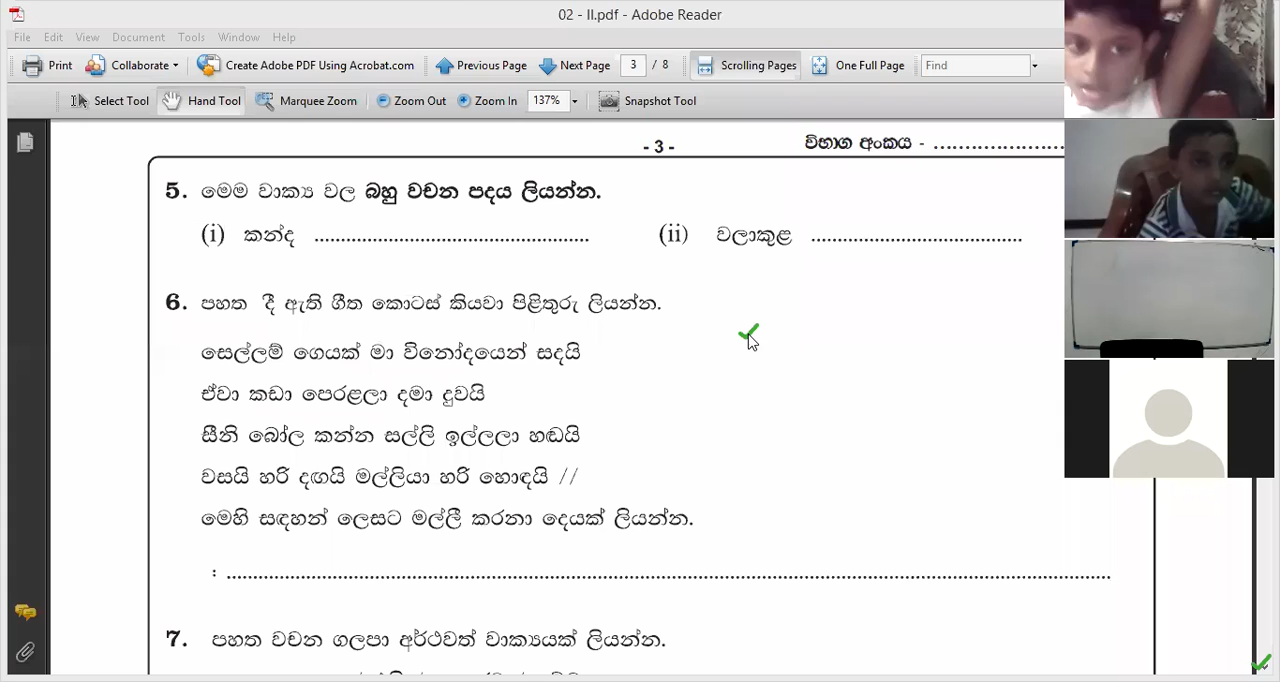 02 - II.pdf - Adobe Reader
File Edit View Document Tools Window Help
Print Collaborate Create Adobe PDF Using Acrobat.com Previous Page Next Page 3 / 8 Scrolling Pages One Full Page Find
Select Tool Hand Tool Marquee Zoom Zoom Out Zoom In 137% Snapshot Tool
- 3 - විභාග අංකය - ......................
5. මෙම වාක්‍ය වල බහු වචන පදය ලියන්න.
(i) කන්ද .................................................... (ii) වලාකුළ ........................................
6. පහත දී ඇති ගීත කොටස් කියවා පිළිතුරු ලියන්න.
සෙල්ලම් ගෙයක් මා විනෝදයෙන් සදයි
ඒවා කඩා පෙරළලා දමා දුවයි
සීනි බෝල කන්න සල්ලි ඉල්ලලා හඬයි
වසයි හරි දඟයි මල්ලියා හරි හොඳයි //
මෙහි සඳහන් ලෙසට මල්ලී කරනා දෙයක් ලියන්න.
: ........................................................................................................................
7. පහත වචන ගලපා අර්ථවත් වාක්‍යයක් ලියන්න.